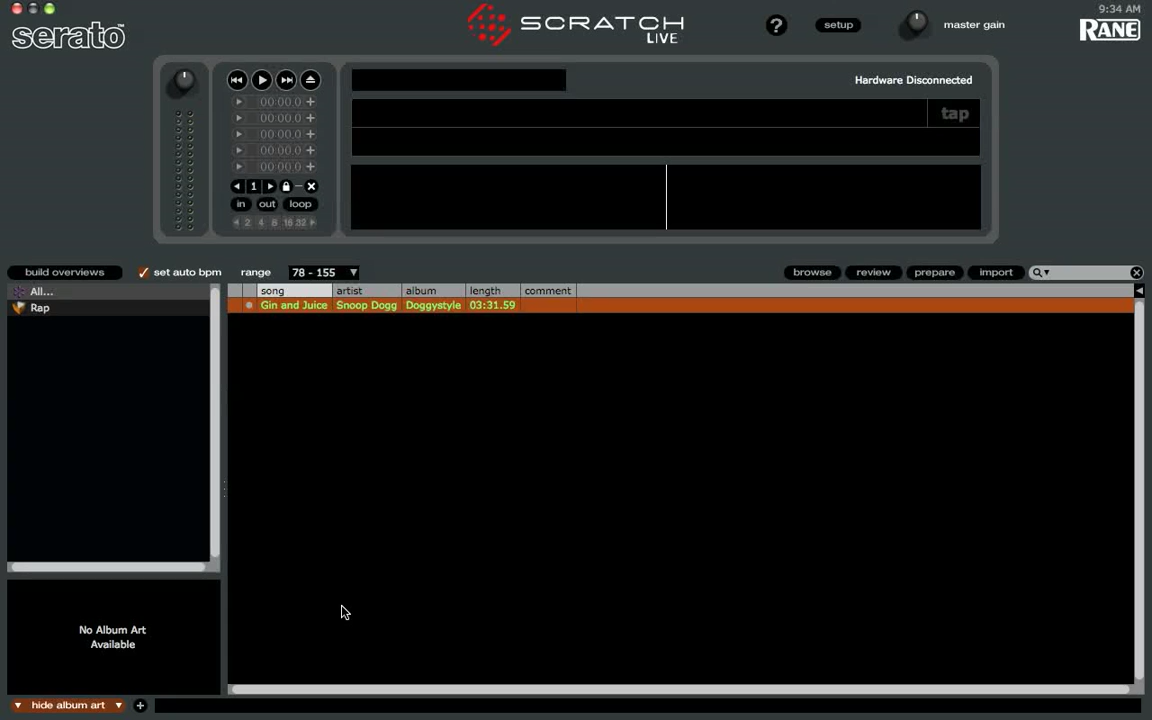 9:34 AM
serato™
SCRATCH
LIVE
?
setup
master gain
RANE
Hardware Disconnected
00:00.0 +
tap
00:00.0 +
00:00.0 +
00:00.0 +
00:00.0 +
1
in out loop
2 4 8 16 32
build overviews
set auto bpm
range
78 - 155
browse
review
prepare
import
All...
Rap
song artist album length comment
Gin and Juice Snoop Dogg Doggystyle 03:31.59
No Album Art
Available
hide album art
+